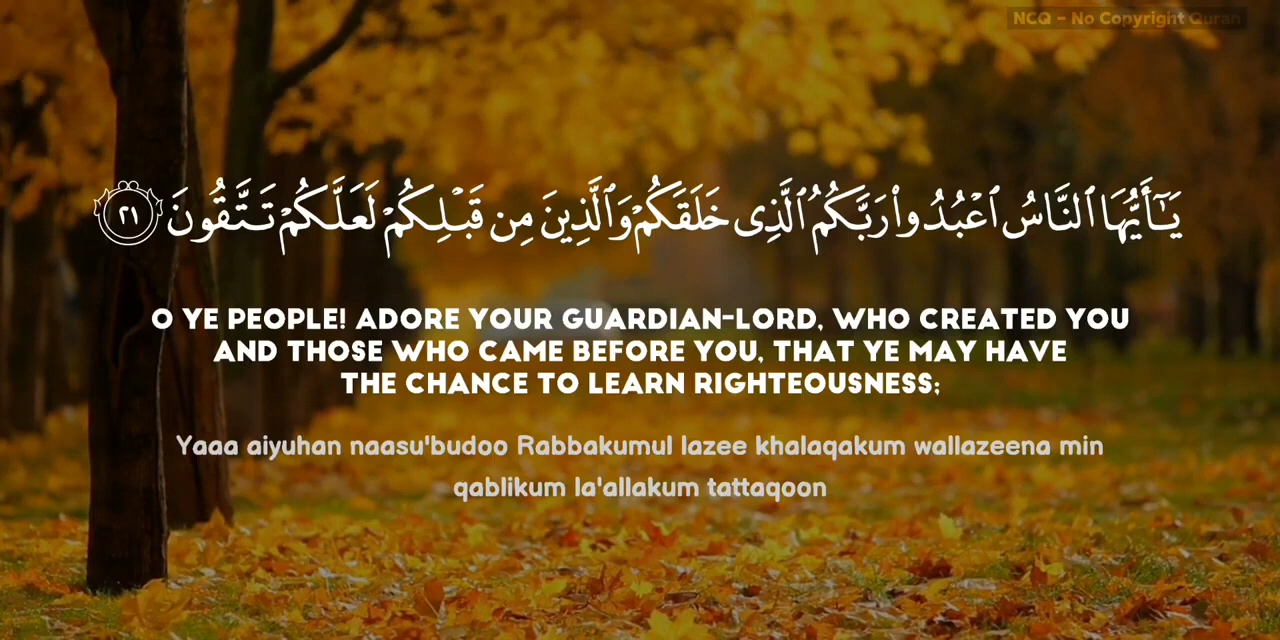 NCQ - No Copyright Quran
يَـٰٓأَيُّهَا ٱلنَّاسُ ٱعْبُدُوا۟ رَبَّكُمُ ٱلَّذِى خَلَقَكُمْ وَٱلَّذِينَ مِن قَبْلِكُمْ لَعَلَّكُمْ تَتَّقُونَ ٢١
O YE PEOPLE! ADORE YOUR GUARDIAN-LORD, WHO CREATED YOU
AND THOSE WHO CAME BEFORE YOU, THAT YE MAY HAVE
THE CHANCE TO LEARN RIGHTEOUSNESS;
Yaaa aiyuhan naasu'budoo Rabbakumul lazee khalaqakum wallazeena min
qablikum la'allakum tattaqoon